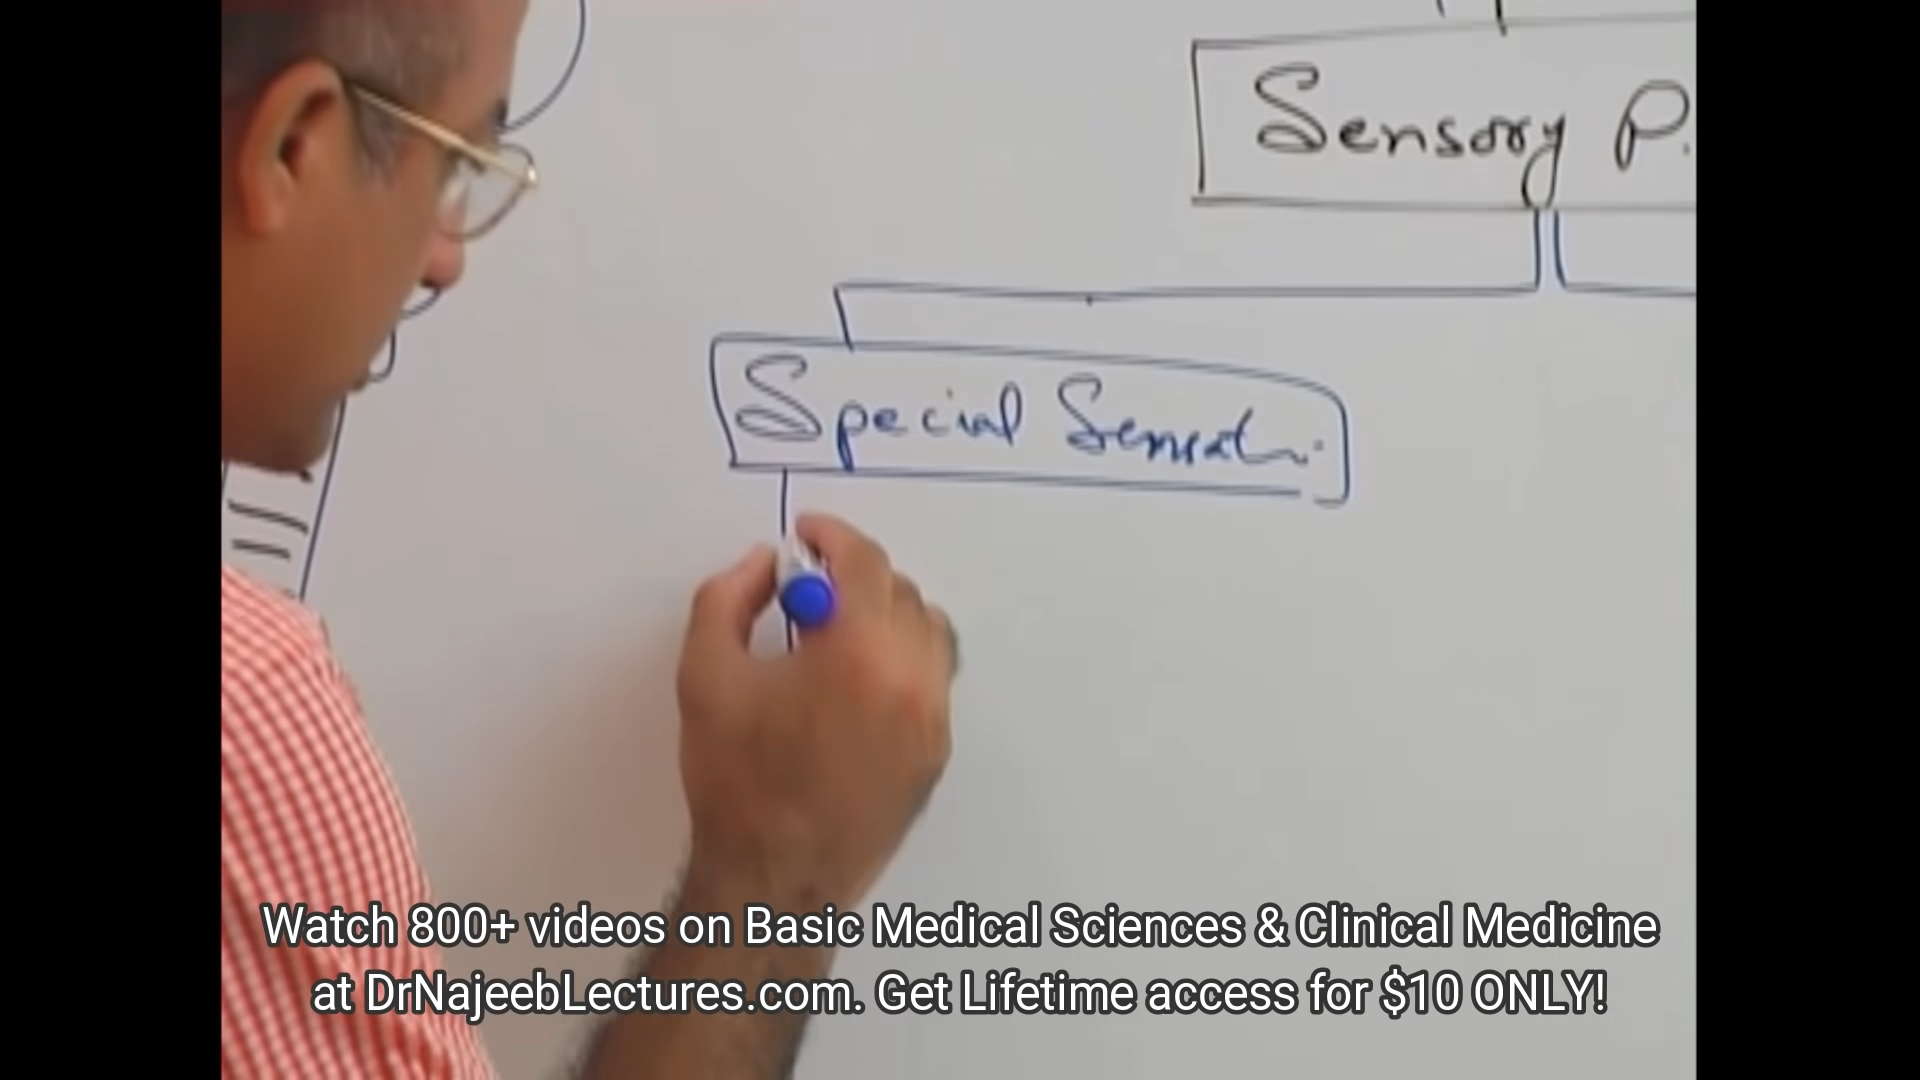 Sensory P.
Special Sensati.
Watch 800+ videos on Basic Medical Sciences & Clinical Medicine
at DrNajeebLectures.com. Get Lifetime access for $10 ONLY!